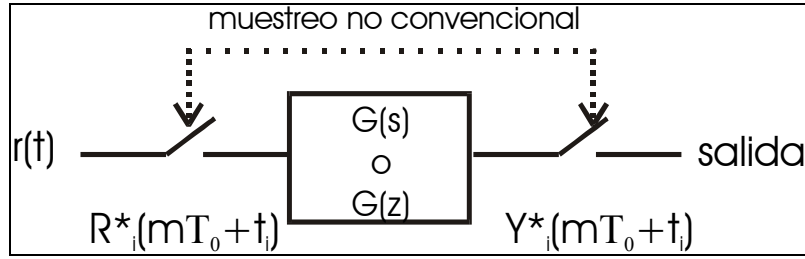 muestreo no convencional
r(t)
G(s)
o
G(z)
salida
R*ᵢ(mT₀+tᵢ)
Y*ᵢ(mT₀+tᵢ)